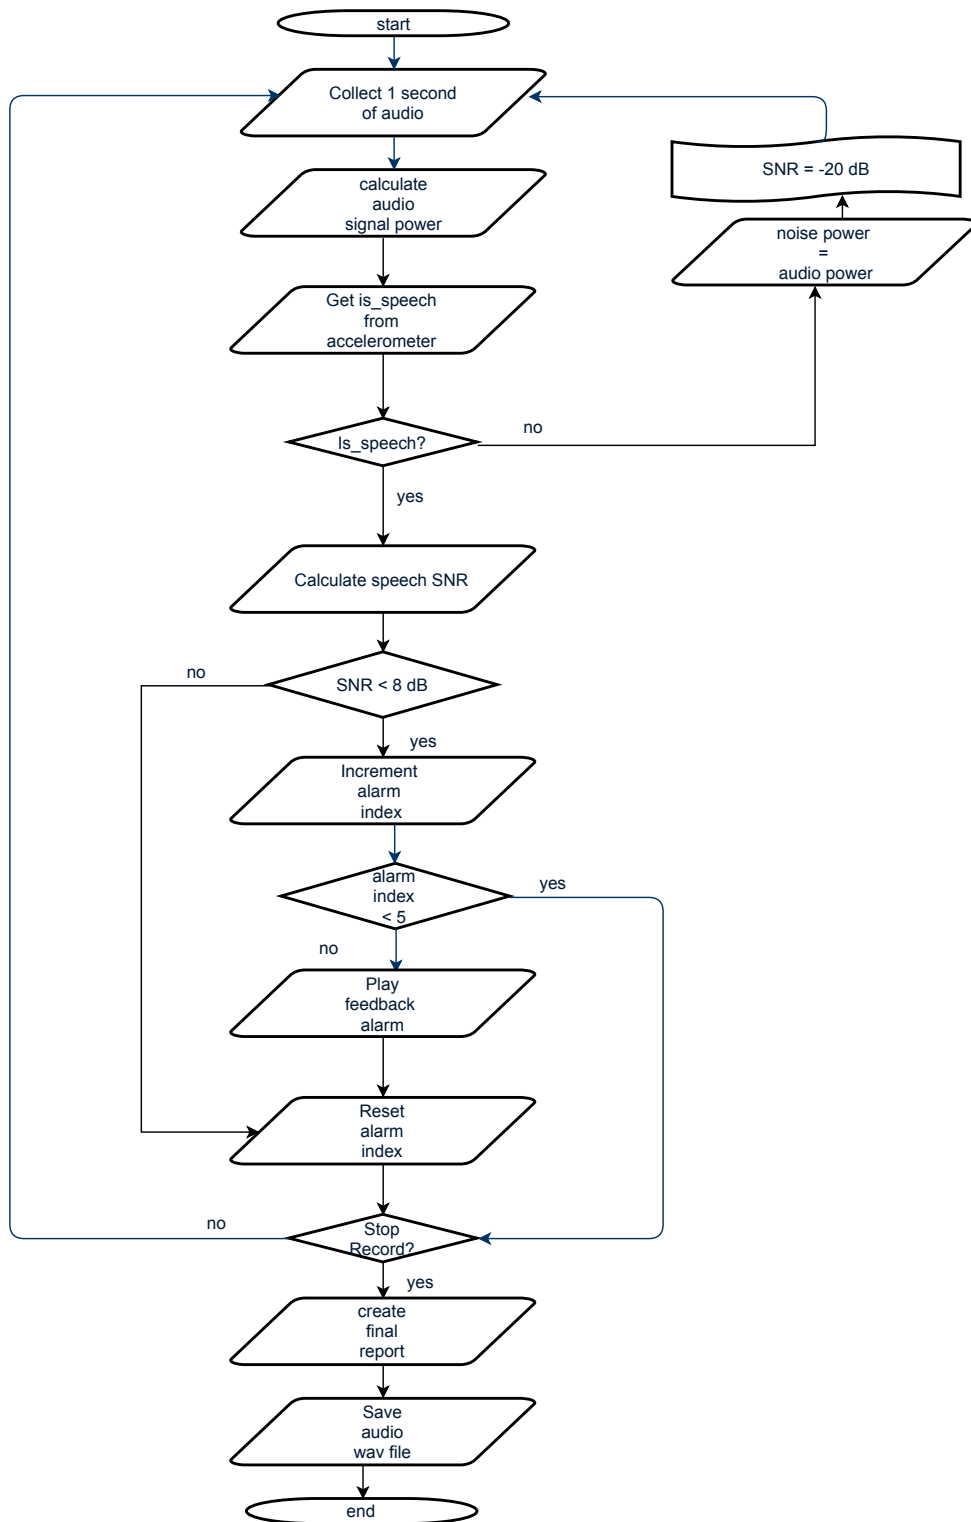 start
Collect 1 second
of audio
SNR = -20 dB
calculate
audio
signal power
noise power
=
audio power
Get is_speech
from
accelerometer
Is_speech?
no
yes
Calculate speech SNR
no
SNR < 8 dB
yes
Increment
alarm
index
alarm
index
< 5
yes
no
Play
feedback
alarm
Reset
alarm
index
no
Stop
Record?
yes
create
final
report
Save
audio
wav file
end